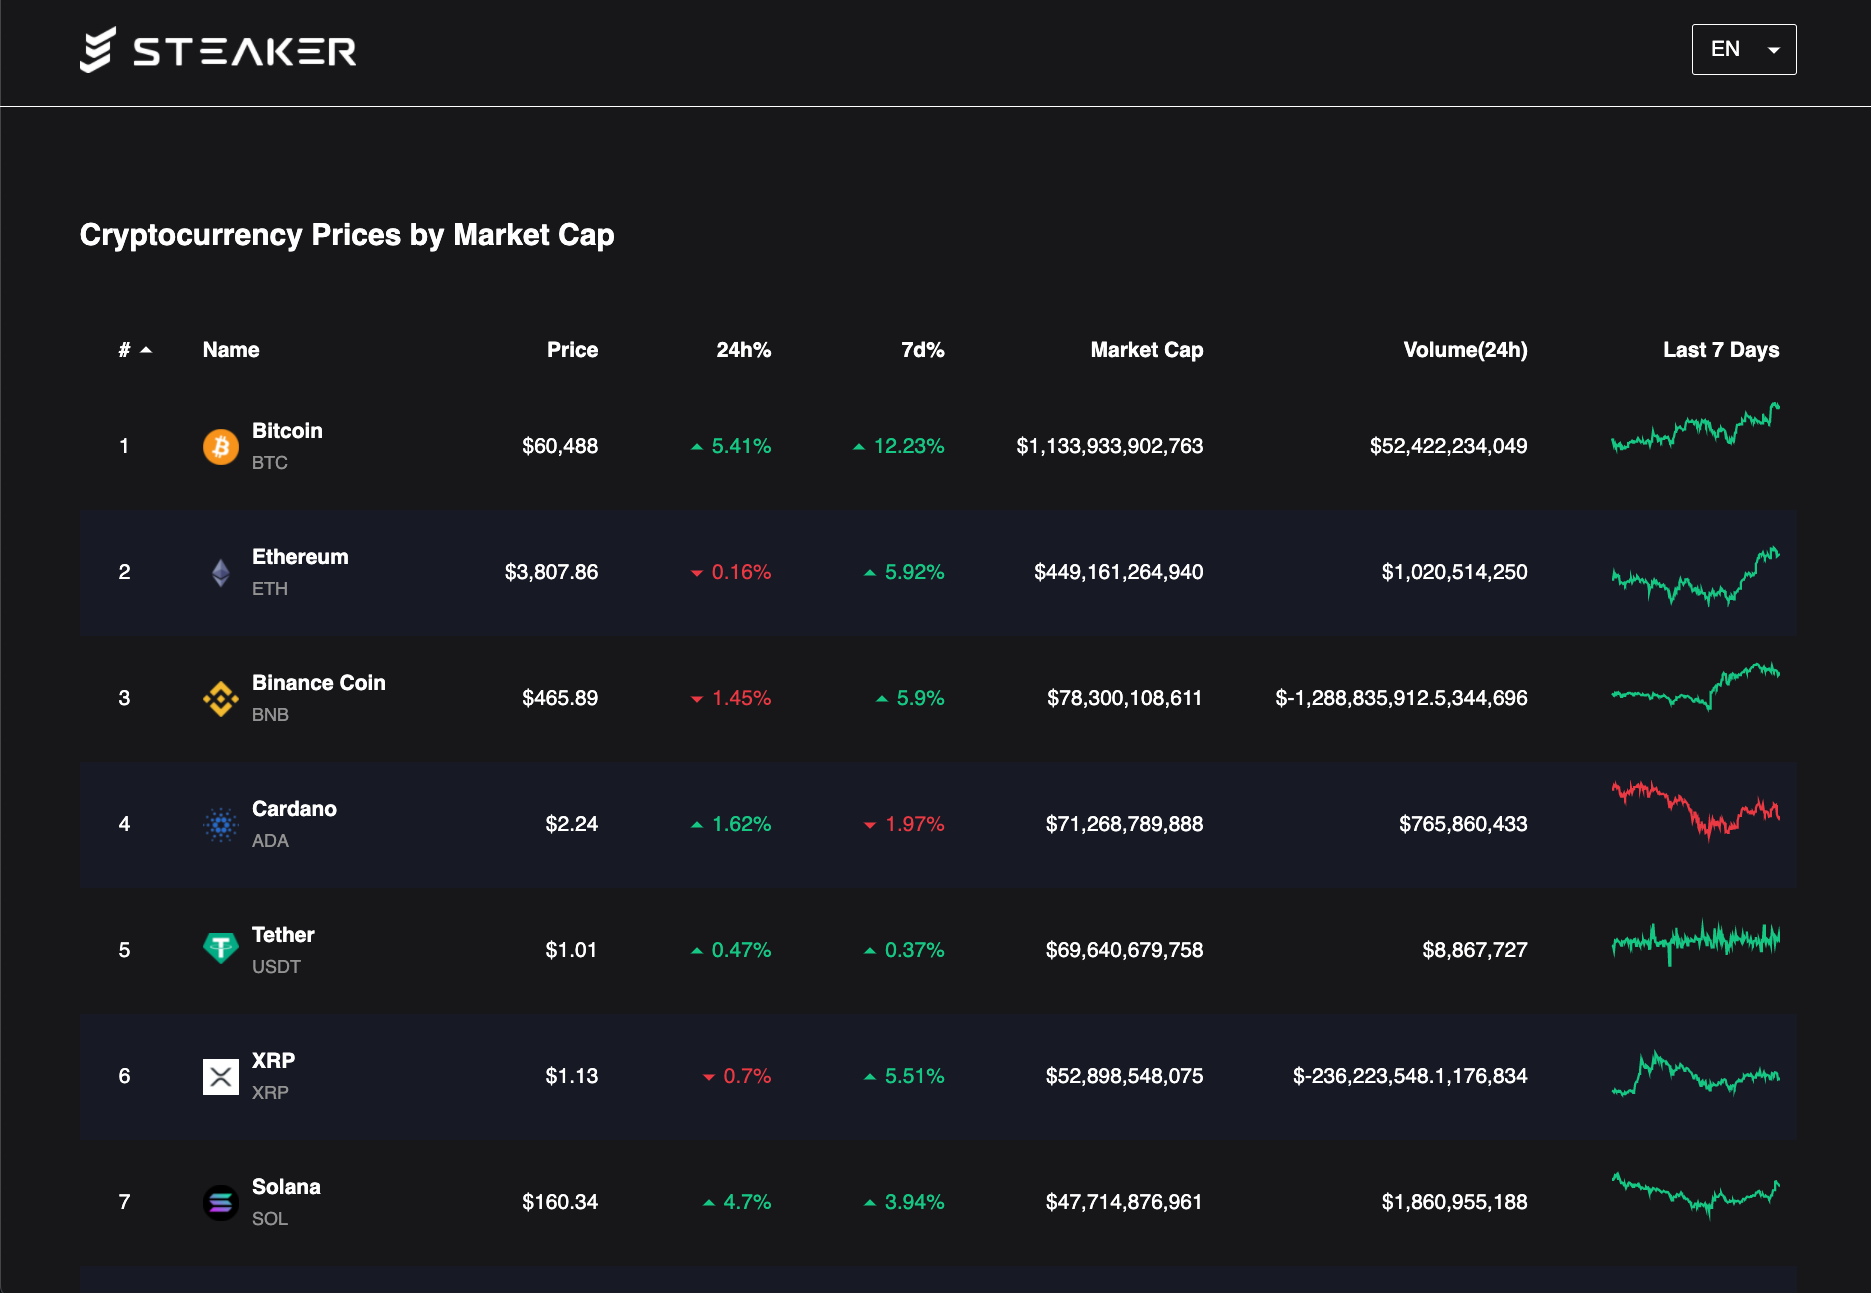 STEAKER
EN
Cryptocurrency Prices by Market Cap
# Name Price 24h% 7d% Market Cap Volume(24h) Last 7 Days
1 Bitcoin BTC $60,488 5.41% 12.23% $1,133,933,902,763 $52,422,234,049
2 Ethereum ETH $3,807.86 0.16% 5.92% $449,161,264,940 $1,020,514,250
3 Binance Coin BNB $465.89 1.45% 5.9% $78,300,108,611 $-1,288,835,912.5,344,696
4 Cardano ADA $2.24 1.62% 1.97% $71,268,789,888 $765,860,433
5 Tether USDT $1.01 0.47% 0.37% $69,640,679,758 $8,867,727
6 XRP XRP $1.13 0.7% 5.51% $52,898,548,075 $-236,223,548.1,176,834
7 Solana SOL $160.34 4.7% 3.94% $47,714,876,961 $1,860,955,188